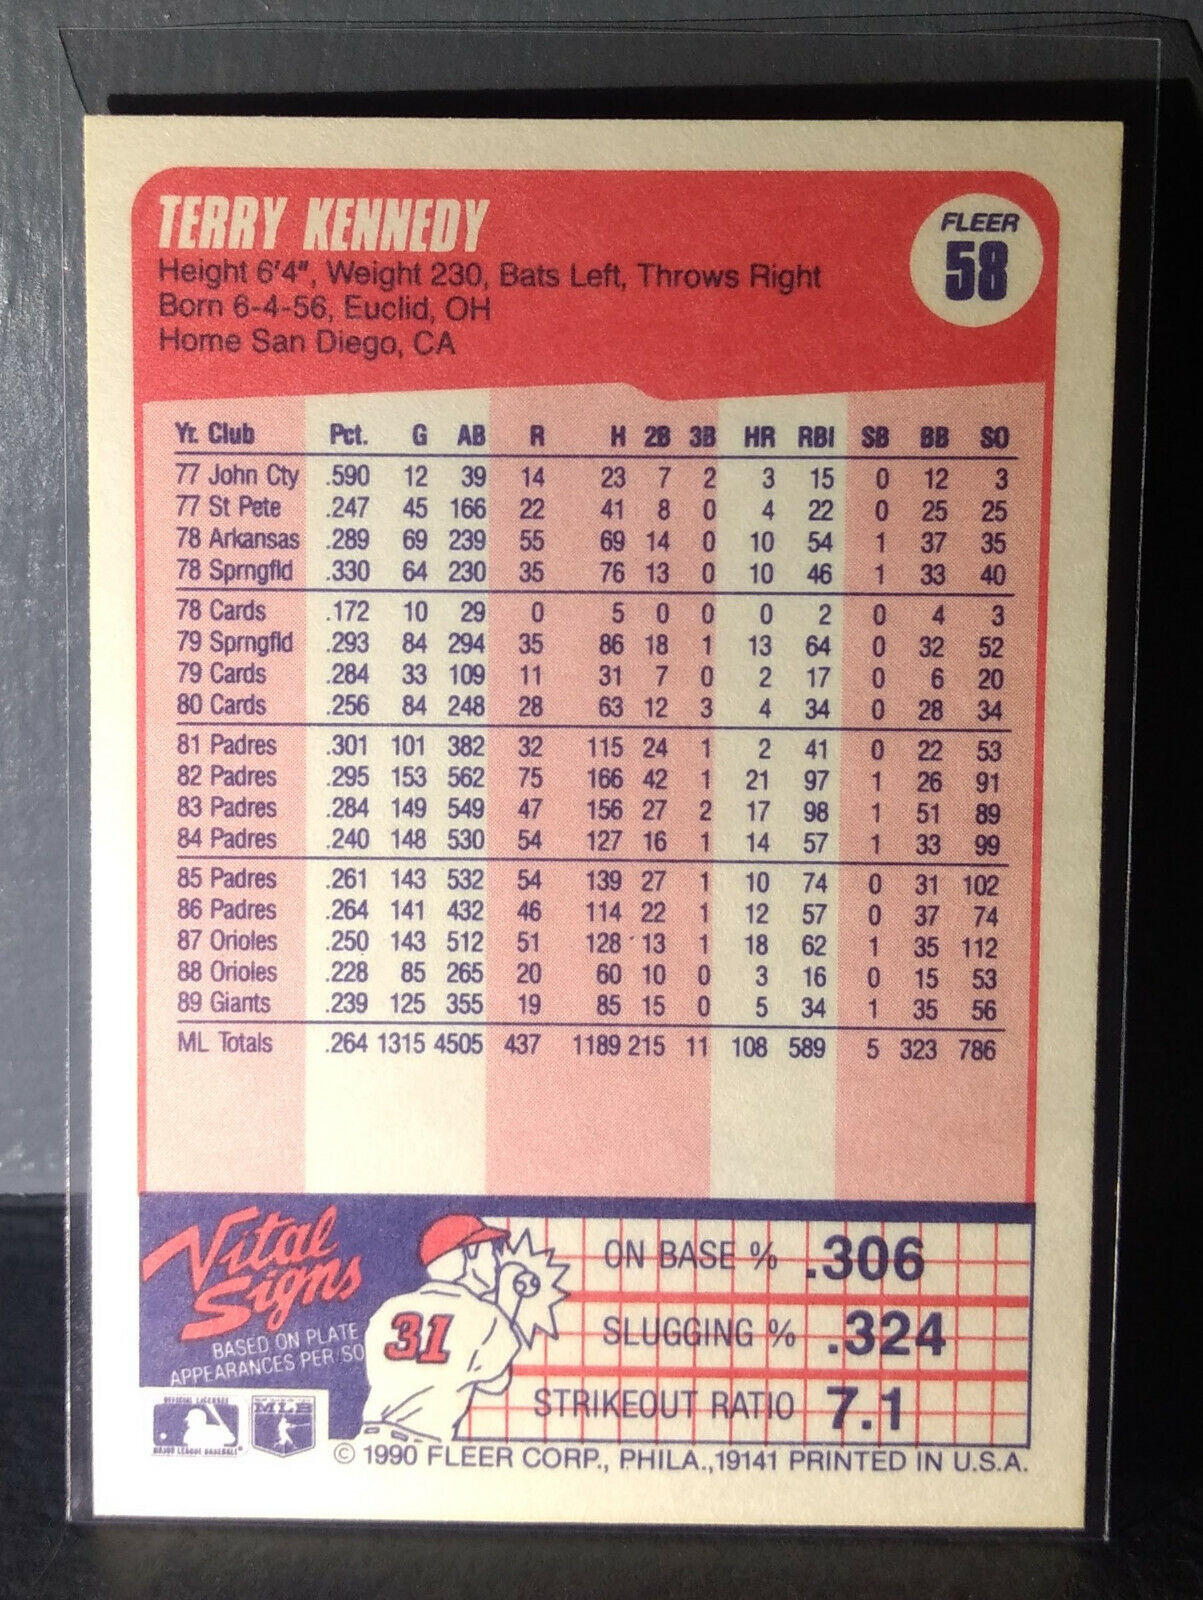 TERRY KENNEDY
Height 6'4", Weight 230, Bats Left, Throws Right
Born 6-4-56, Euclid, OH
Home San Diego, CA
FLEER
58
Yr. Club Pct. G AB R H 2B 3B HR RBI SB BB SO
77 John Cty .590 12 39 14 23 7 2 3 15 0 12 3
77 St Pete .247 45 166 22 41 8 0 4 22 0 25 25
78 Arkansas .289 69 239 55 69 14 0 10 54 1 37 35
78 Sprngfld .330 64 230 35 76 13 0 10 46 1 33 40
78 Cards .172 10 29 0 5 0 0 0 2 0 4 3
79 Sprngfld .293 84 294 35 86 18 1 13 64 0 32 52
79 Cards .284 33 109 11 31 7 0 2 17 0 6 20
80 Cards .256 84 248 28 63 12 3 4 34 0 28 34
81 Padres .301 101 382 32 115 24 1 2 41 0 22 53
82 Padres .295 153 562 75 166 42 1 21 97 1 26 91
83 Padres .284 149 549 47 156 27 2 17 98 1 51 89
84 Padres .240 148 530 54 127 16 1 14 57 1 33 99
85 Padres .261 143 532 54 139 27 1 10 74 0 31 102
86 Padres .264 141 432 46 114 22 1 12 57 0 37 74
87 Orioles .250 143 512 51 128 13 1 18 62 1 35 112
88 Orioles .228 85 265 20 60 10 0 3 16 0 15 53
89 Giants .239 125 355 19 85 15 0 5 34 1 35 56
ML Totals .264 1315 4505 437 1189 215 11 108 589 5 323 786
Vital
Signs
BASED ON PLATE
APPEARANCES PER SO
31
ON BASE % .306
SLUGGING % .324
STRIKEOUT RATIO 7.1
OFFICIAL LICENSEE
MAJOR LEAGUE BASEBALL
© 1990 FLEER CORP., PHILA.,19141 PRINTED IN U.S.A.